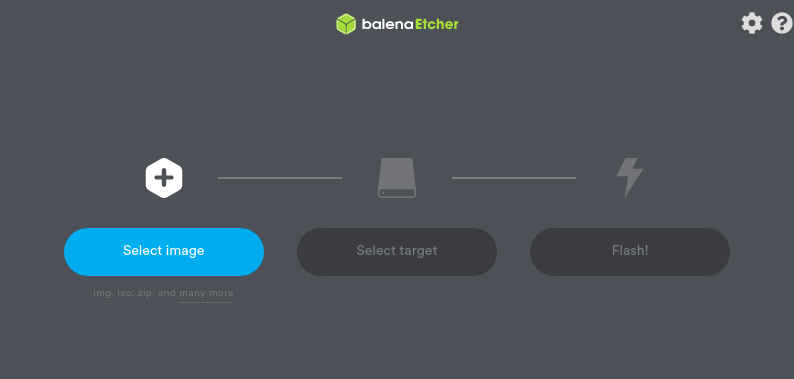 balenaEtcher
Select image
Select target
Flash!
img, iso, zip, and many more